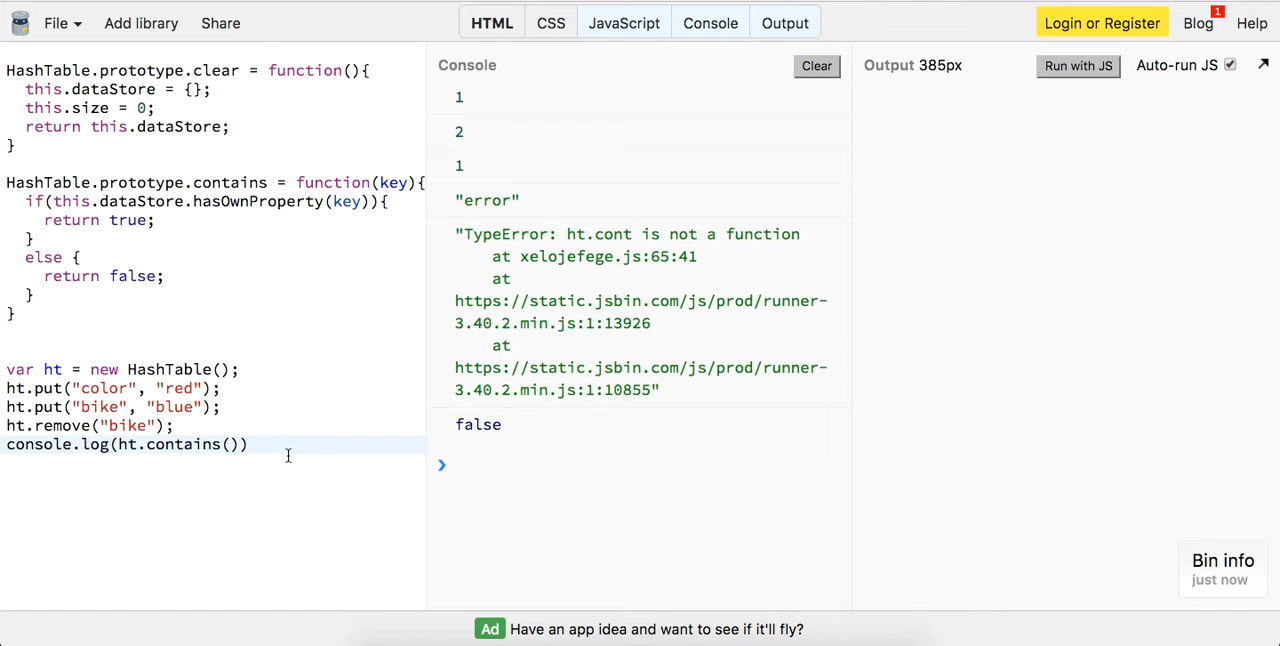 File Add library Share HTML CSS JavaScript Console Output Login or Register Blog 1 Help
HashTable.prototype.clear = function(){
this.dataStore = {};
this.size = 0;
return this.dataStore;
}
HashTable.prototype.contains = function(key){
if(this.dataStore.hasOwnProperty(key)){
return true;
}
else {
return false;
}
}
var ht = new HashTable();
ht.put("color", "red");
ht.put("bike", "blue");
ht.remove("bike");
console.log(ht.contains())
Console Clear
1
2
1
"error"
"TypeError: ht.cont is not a function
at xelojefege.js:65:41
at
https://static.jsbin.com/js/prod/runner-
3.40.2.min.js:1:13926
at
https://static.jsbin.com/js/prod/runner-
3.40.2.min.js:1:10855"
false
Output 385px Run with JS Auto-run JS
Bin info
just now
Ad Have an app idea and want to see if it'll fly?